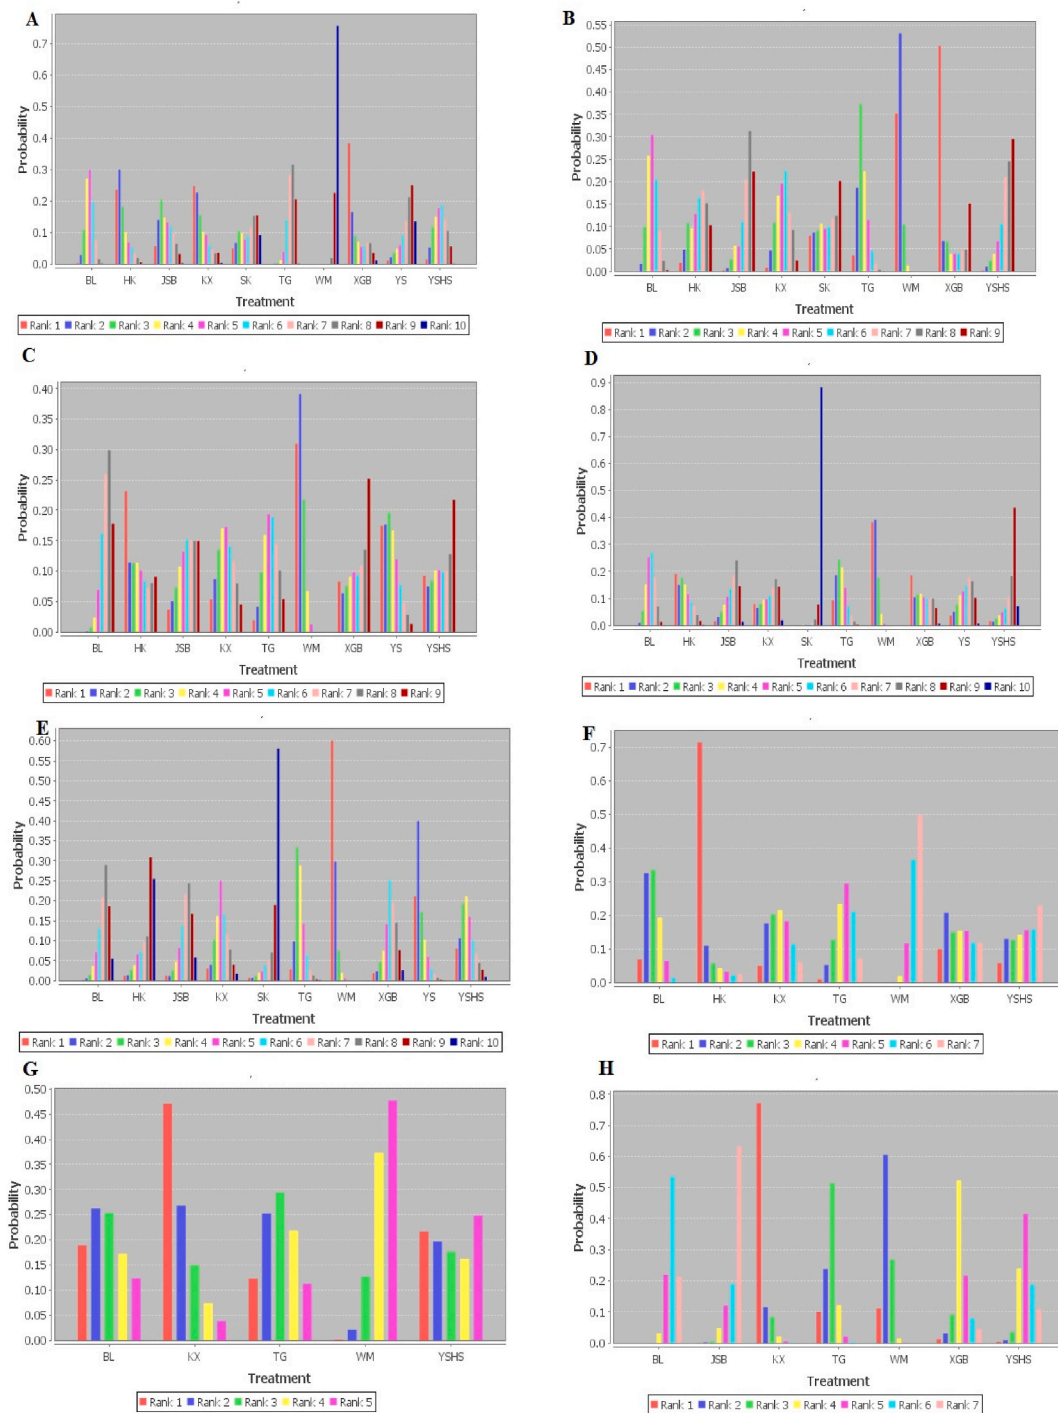 A
Probability
0.7
0.6
0.5
0.4
0.3
0.2
0.1
0.0
BL HK JSB KX SK TG WM XGB YS YSHS
Treatment
Rank 1 Rank 2 Rank 3 Rank 4 Rank 5 Rank 6 Rank 7 Rank 8 Rank 9 Rank 10
B
Probability
0.55
0.50
0.45
0.40
0.35
0.30
0.25
0.20
0.15
0.10
0.05
0.00
BL HK JSB KX SK TG WM XGB YSHS
Treatment
Rank 1 Rank 2 Rank 3 Rank 4 Rank 5 Rank 6 Rank 7 Rank 8 Rank 9
C
Probability
0.40
0.35
0.30
0.25
0.20
0.15
0.10
0.05
0.00
BL HK JSB KX TG WM XGB YS YSHS
Treatment
Rank 1 Rank 2 Rank 3 Rank 4 Rank 5 Rank 6 Rank 7 Rank 8 Rank 9
D
Probability
0.9
0.8
0.7
0.6
0.5
0.4
0.3
0.2
0.1
0.0
BL HK JSB KX SK TG WM XGB YS YSHS
Treatment
Rank 1 Rank 2 Rank 3 Rank 4 Rank 5 Rank 6 Rank 7 Rank 8 Rank 9 Rank 10
E
Probability
0.60
0.55
0.50
0.45
0.40
0.35
0.30
0.25
0.20
0.15
0.10
0.05
0.00
BL HK JSB KX SK TG WM XGB YS YSHS
Treatment
Rank 1 Rank 2 Rank 3 Rank 4 Rank 5 Rank 6 Rank 7 Rank 8 Rank 9 Rank 10
F
Probability
0.7
0.6
0.5
0.4
0.3
0.2
0.1
0.0
BL HK KX TG WM XGB YSHS
Treatment
Rank 1 Rank 2 Rank 3 Rank 4 Rank 5 Rank 6 Rank 7
G
Probability
0.50
0.45
0.40
0.35
0.30
0.25
0.20
0.15
0.10
0.05
0.00
BL KX TG WM YSHS
Treatment
Rank 1 Rank 2 Rank 3 Rank 4 Rank 5
H
Probability
0.8
0.7
0.6
0.5
0.4
0.3
0.2
0.1
0.0
BL JSB KX TG WM XGB YSHS
Treatment
Rank 1 Rank 2 Rank 3 Rank 4 Rank 5 Rank 6 Rank 7